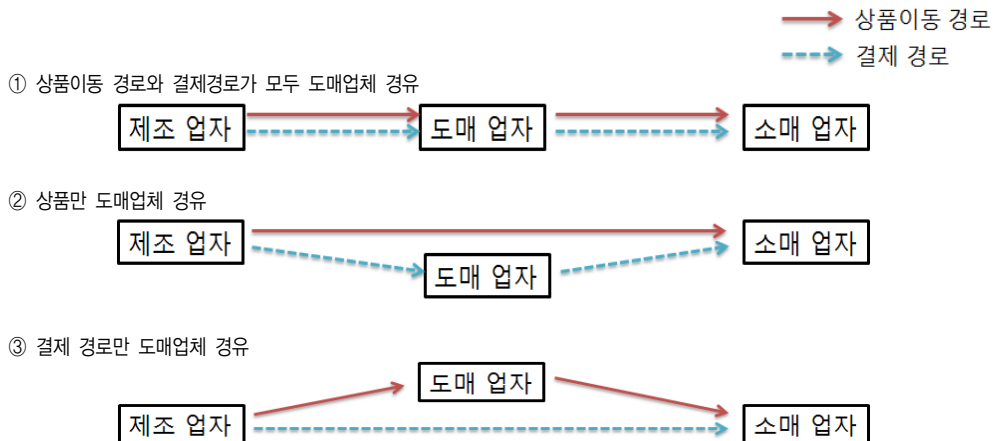 상품이동 경로
결제 경로
① 상품이동 경로와 결제경로가 모두 도매업체 경유
제조 업자 도매 업자 소매 업자
② 상품만 도매업체 경유
제조 업자 소매 업자
도매 업자
③ 결제 경로만 도매업체 경유
도매 업자
제조 업자 소매 업자